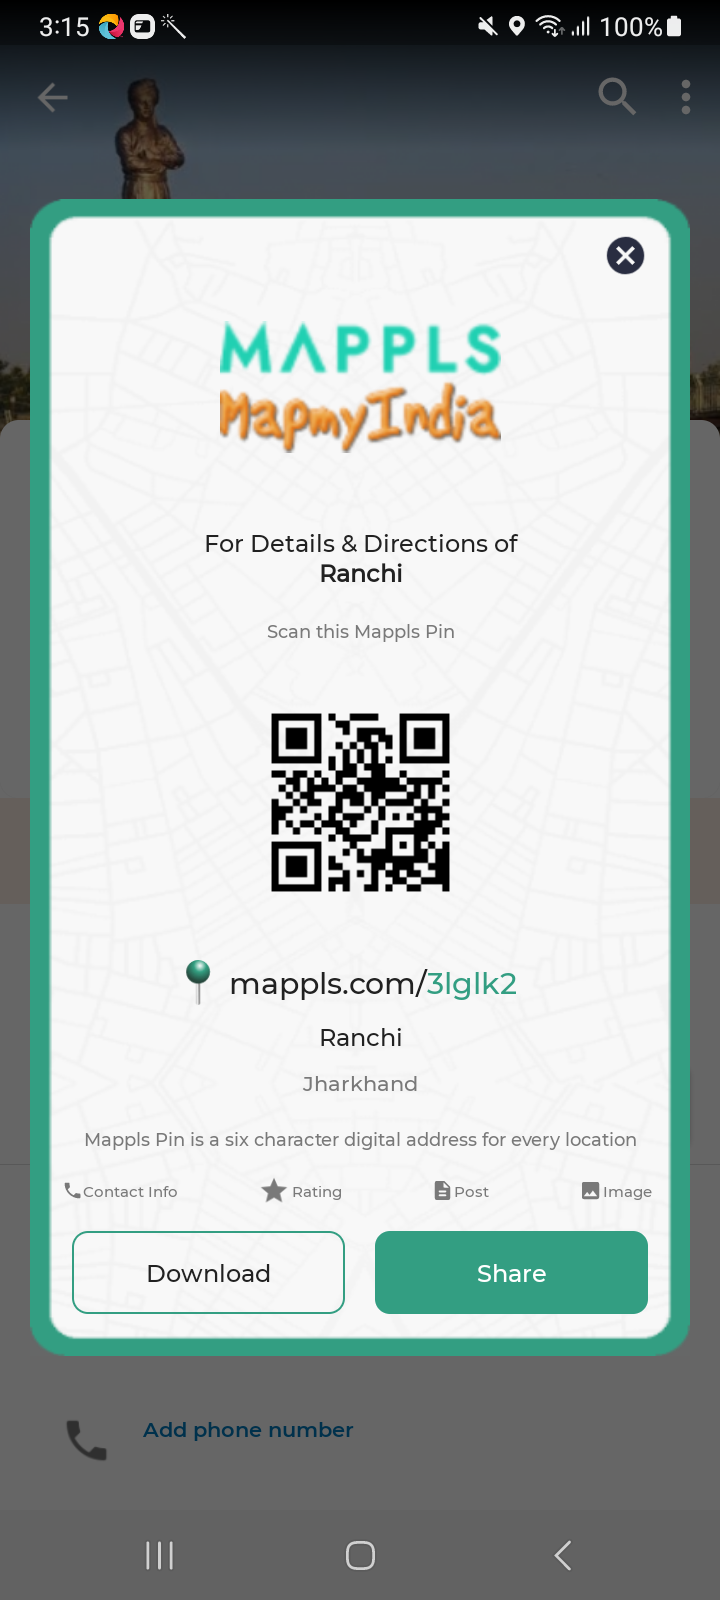 3:15
100%
MAPPLS
MapmyIndia
For Details & Directions of
Ranchi
Scan this Mappls Pin
mappls.com/3lglk2
Ranchi
Jharkhand
Mappls Pin is a six character digital address for every location
Contact Info Rating Post Image
Download Share
Add phone number